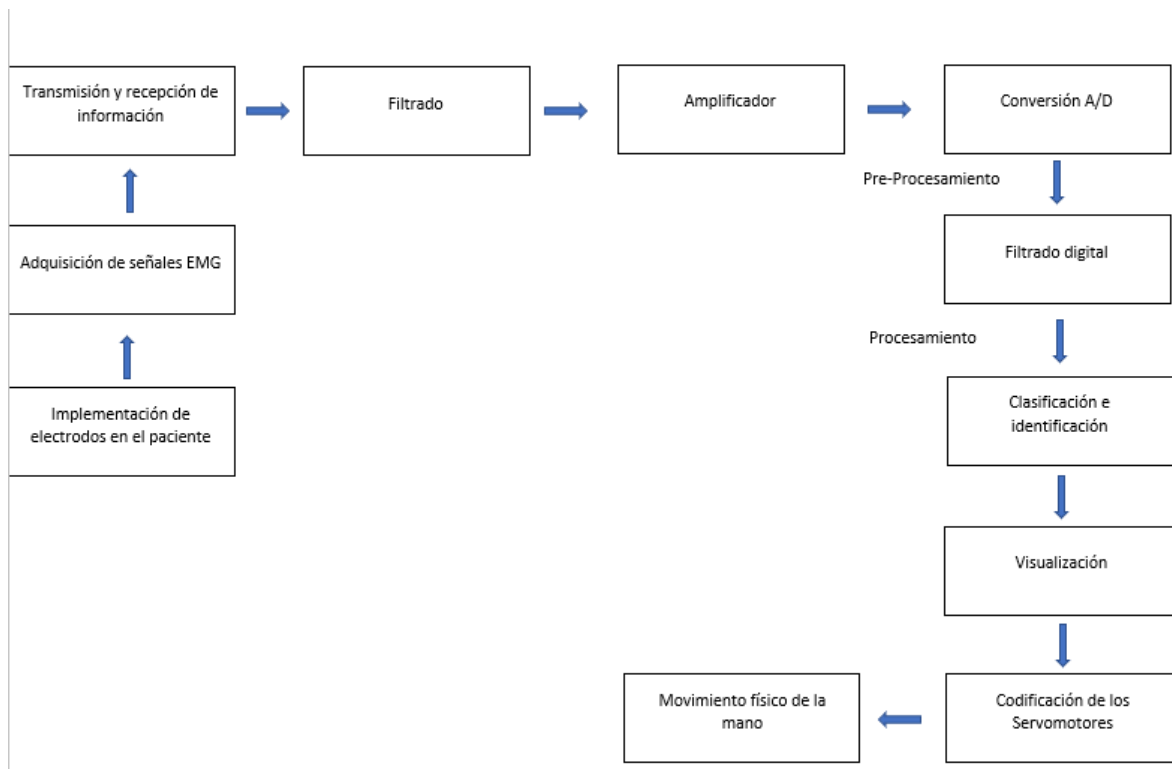 Transmisión y recepción de
información
Filtrado
Amplificador
Conversión A/D
Pre-Procesamiento
Adquisición de señales EMG
Filtrado digital
Procesamiento
Implementación de
electrodos en el paciente
Clasificación e
identificación
Visualización
Movimiento físico de la
mano
Codificación de los
Servomotores